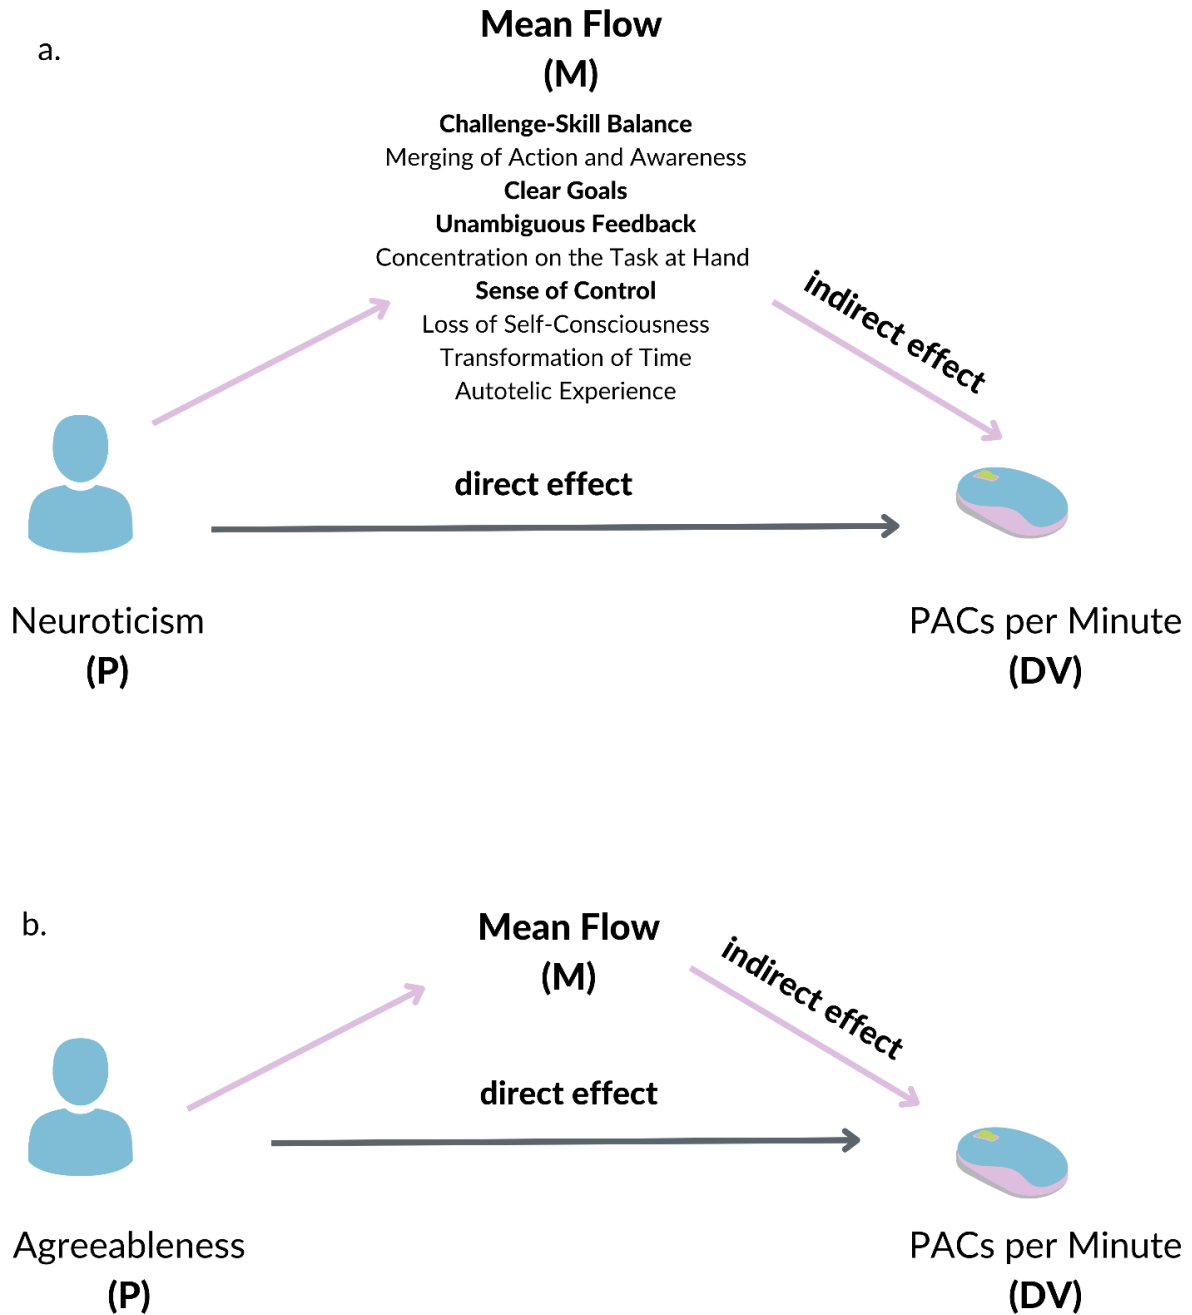 a.
Mean Flow
(M)
Challenge-Skill Balance
Merging of Action and Awareness
Clear Goals
Unambiguous Feedback
Concentration on the Task at Hand
Sense of Control
Loss of Self-Consciousness
Transformation of Time
Autotelic Experience
indirect effect
direct effect
Neuroticism
(P)
PACs per Minute
(DV)
b.
Mean Flow
(M)
indirect effect
direct effect
Agreeableness
(P)
PACs per Minute
(DV)